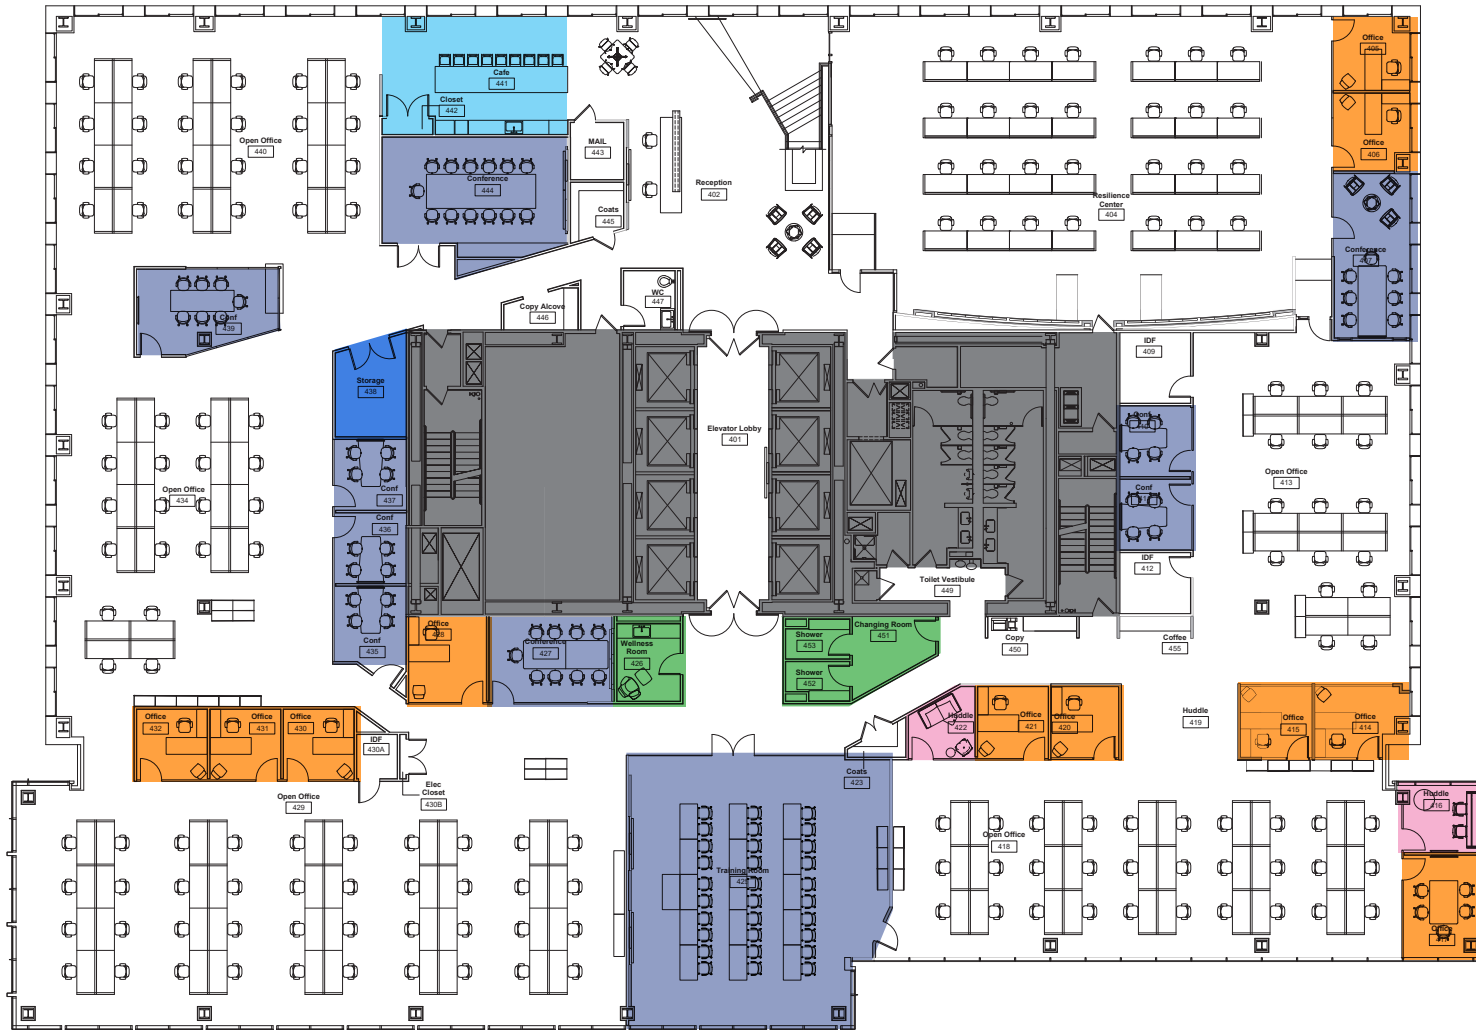 Office
405
Cafe
441
Closet
442
Open Office
440
MAIL
443
Office
406
Conference
444
Reception
402
Resilience
Center
404
Coats
445
Conference
407
WC
447
Copy Alcove
446
Conf
439
IDF
409
Storage
438
Elevator Lobby
401
Conf
Open Office
413
Open Office
434
Conf
437
Conf
Conf
436
IDF
412
Toilet Vestibule
449
Office
428
Conference
427
Conf
435
Wellness
Room
426
Shower
453
Changing Room
451
Copy
450
Coffee
455
Shower
452
Office
432
Office
431
Office
430
IDF
430A
Huddle
422
Office
421
Office
420
Huddle
419
Office
415
Office
414
Elec
Closet
430B
Coats
423
Open Office
429
Huddle
416
Open Office
418
Training Room
425
Office